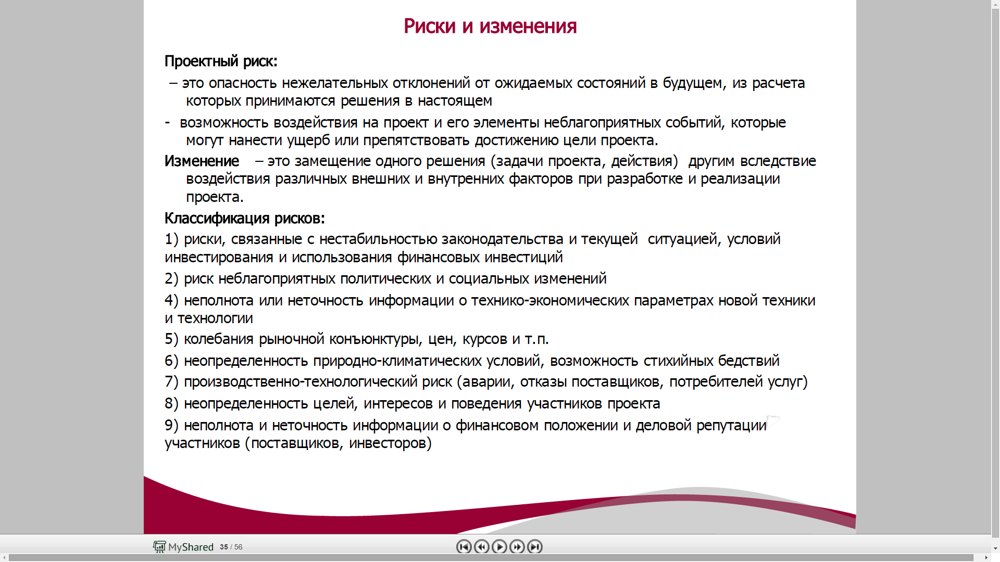 Риски и изменения
Проектный риск:
– это опасность нежелательных отклонений от ожидаемых состояний в будущем, из расчета
которых принимаются решения в настоящем
- возможность воздействия на проект и его элементы неблагоприятных событий, которые
могут нанести ущерб или препятствовать достижению цели проекта.
Изменение – это замещение одного решения (задачи проекта, действия) другим вследствие
воздействия различных внешних и внутренних факторов при разработке и реализации
проекта.
Классификация рисков:
1) риски, связанные с нестабильностью законодательства и текущей ситуацией, условий
инвестирования и использования финансовых инвестиций
2) риск неблагоприятных политических и социальных изменений
4) неполнота или неточность информации о технико-экономических параметрах новой техники
и технологии
5) колебания рыночной конъюнктуры, цен, курсов и т.п.
6) неопределенность природно-климатических условий, возможность стихийных бедствий
7) производственно-технологический риск (аварии, отказы поставщиков, потребителей услуг)
8) неопределенность целей, интересов и поведения участников проекта
9) неполнота и неточность информации о финансовом положении и деловой репутации
участников (поставщиков, инвесторов)
MyShared 35 / 56